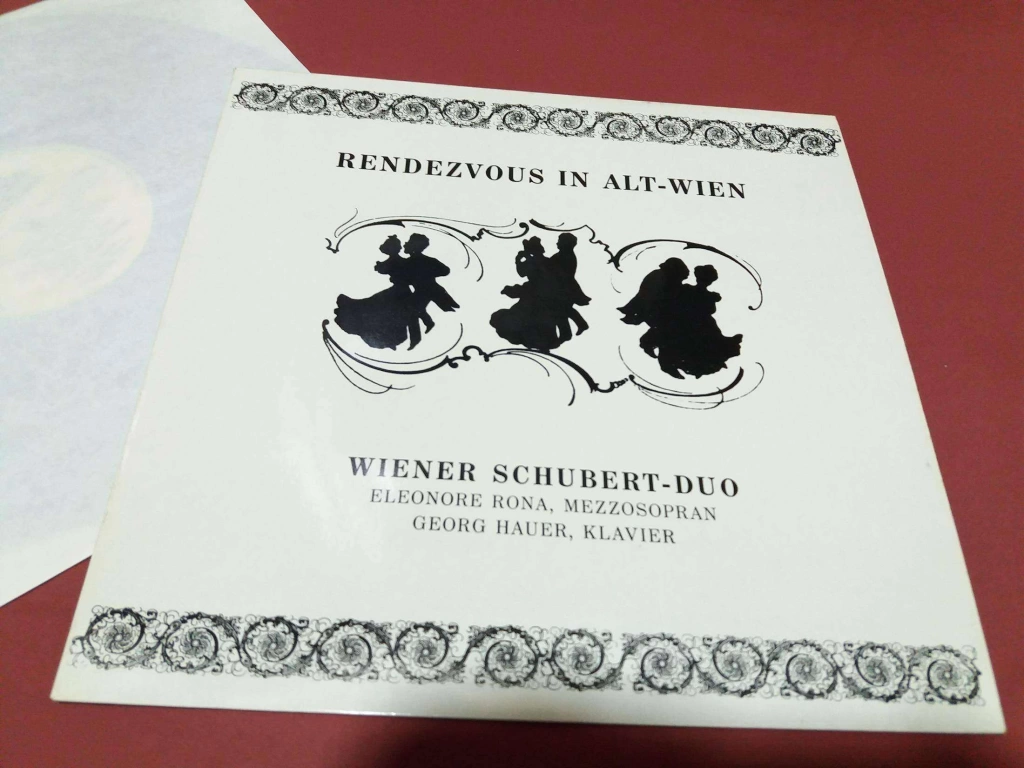 RENDEZVOUS IN ALT-WIEN
WIENER SCHUBERT-DUO
ELEONORE RONA, MEZZOSOPRAN
GEORG HAUER, KLAVIER